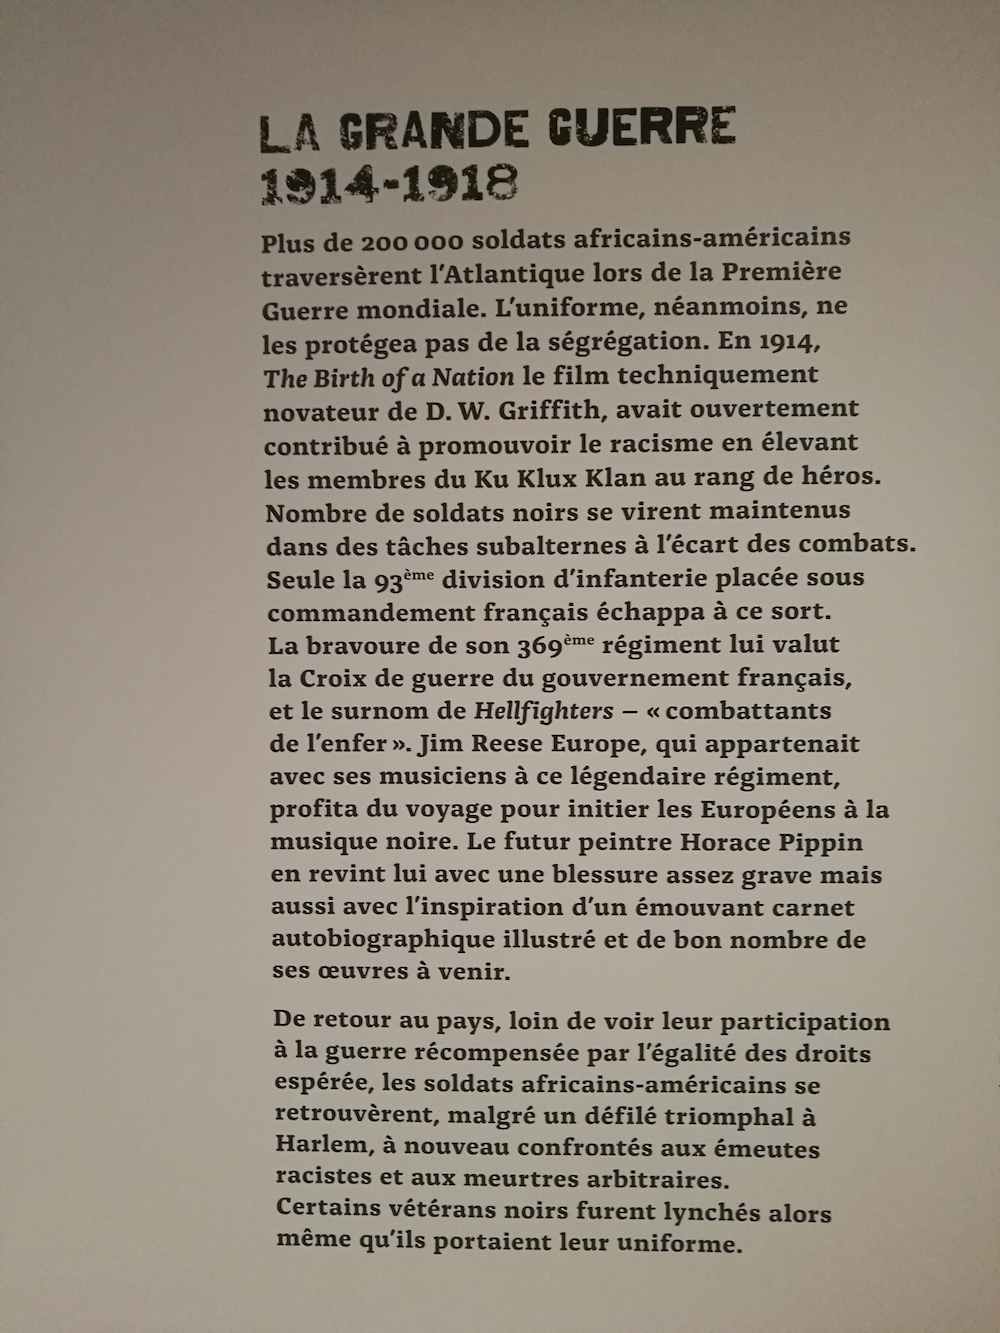 LA GRANDE GUERRE
1914-1918
Plus de 200 000 soldats africains-américains
traversèrent l'Atlantique lors de la Première
Guerre mondiale. L'uniforme, néanmoins, ne
les protégea pas de la ségrégation. En 1914,
The Birth of a Nation le film techniquement
novateur de D. W. Griffith, avait ouvertement
contribué à promouvoir le racisme en élevant
les membres du Ku Klux Klan au rang de héros.
Nombre de soldats noirs se virent maintenus
dans des tâches subalternes à l'écart des combats.
Seule la 93ème division d'infanterie placée sous
commandement français échappa à ce sort.
La bravoure de son 369ème régiment lui valut
la Croix de guerre du gouvernement français,
et le surnom de Hellfighters – « combattants
de l'enfer ». Jim Reese Europe, qui appartenait
avec ses musiciens à ce légendaire régiment,
profita du voyage pour initier les Européens à la
musique noire. Le futur peintre Horace Pippin
en revint lui avec une blessure assez grave mais
aussi avec l'inspiration d'un émouvant carnet
autobiographique illustré et de bon nombre de
ses œuvres à venir.
De retour au pays, loin de voir leur participation
à la guerre récompensée par l'égalité des droits
espérée, les soldats africains-américains se
retrouvèrent, malgré un défilé triomphal à
Harlem, à nouveau confrontés aux émeutes
racistes et aux meurtres arbitraires.
Certains vétérans noirs furent lynchés alors
même qu'ils portaient leur uniforme.